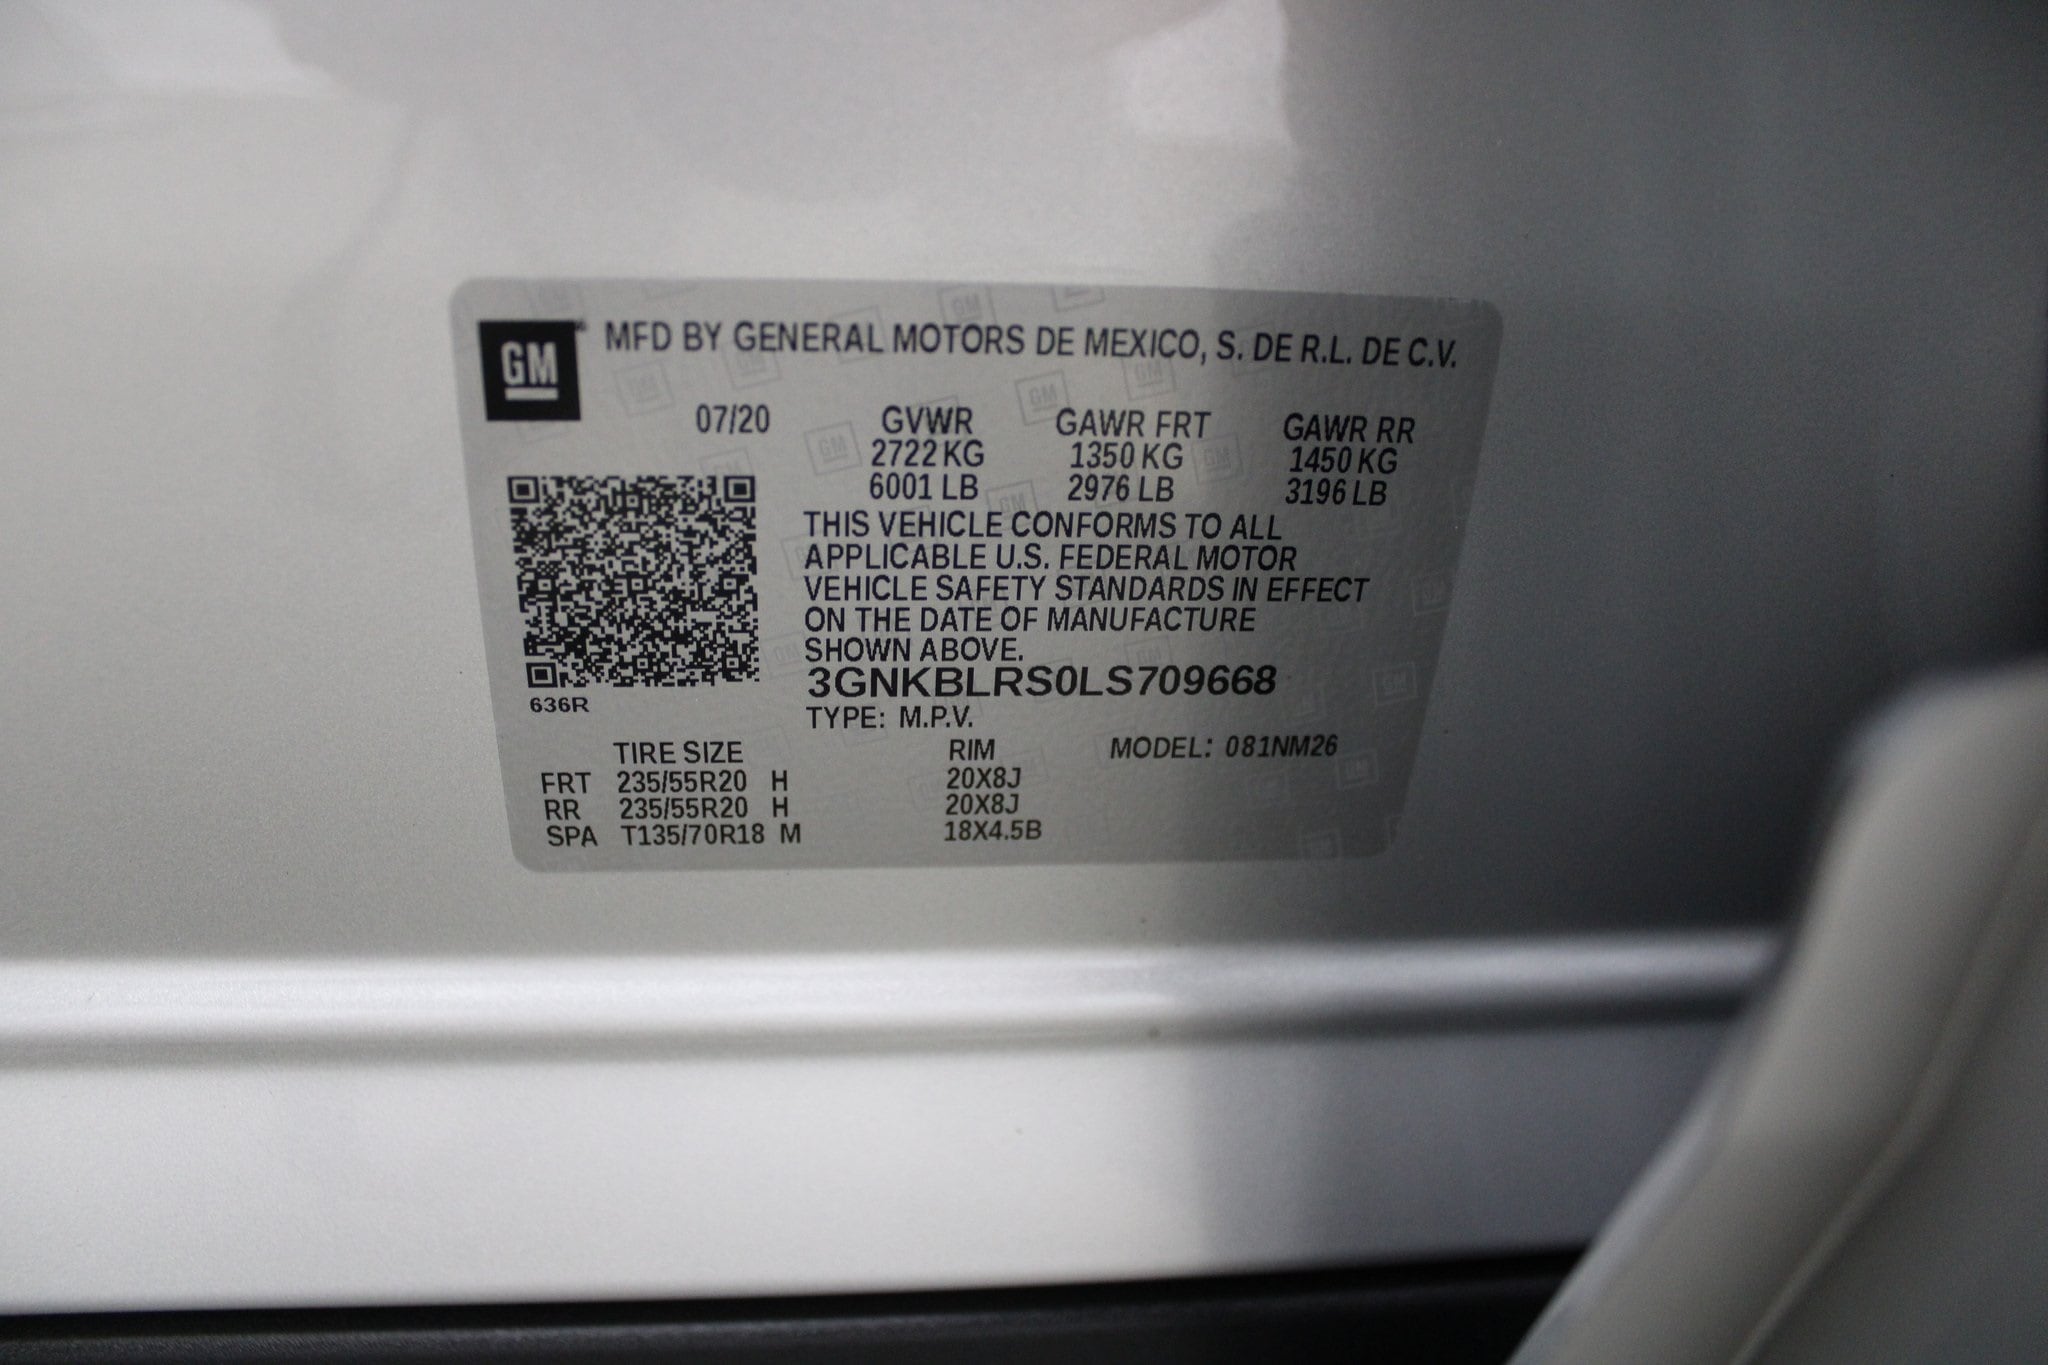 GM MFD BY GENERAL MOTORS DE MEXICO, S. DE R.L. DE C.V.
07/20 GVWR GAWR FRT GAWR RR
2722 KG 1350 KG 1450 KG
6001 LB 2976 LB 3196 LB
THIS VEHICLE CONFORMS TO ALL
APPLICABLE U.S. FEDERAL MOTOR
VEHICLE SAFETY STANDARDS IN EFFECT
ON THE DATE OF MANUFACTURE
SHOWN ABOVE.
3GNKBLRS0LS709668
636R
TYPE: M.P.V.
TIRE SIZE RIM MODEL: 081NM26
FRT 235/55R20 H 20X8J
RR 235/55R20 H 20X8J
SPA T135/70R18 M 18X4.5B